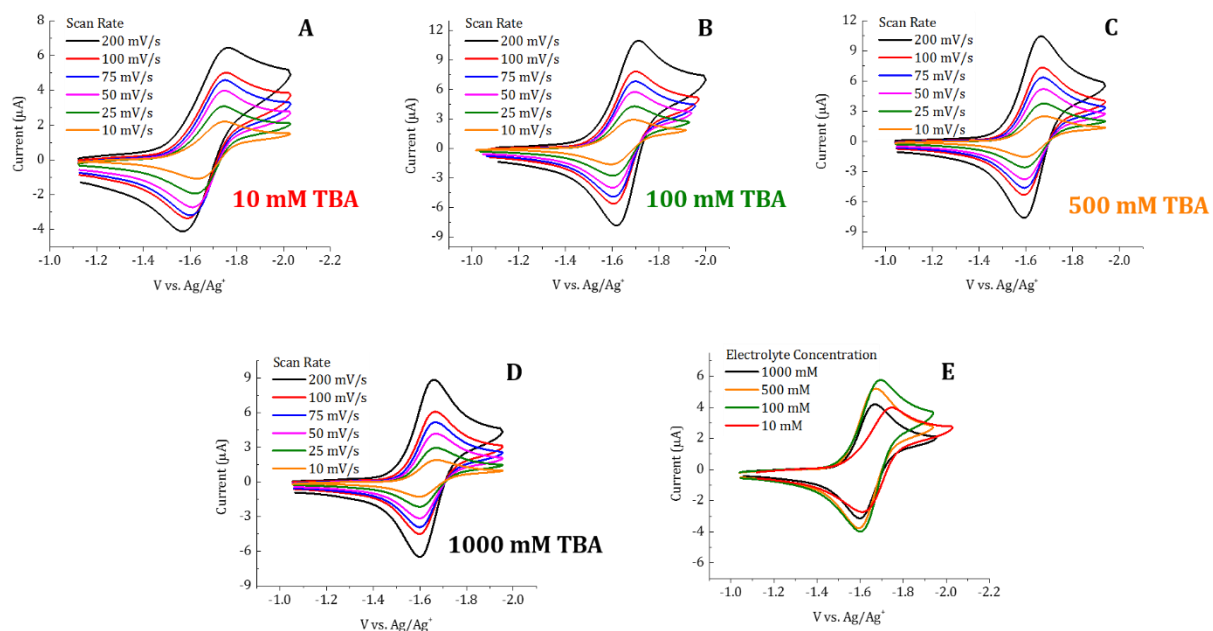 A
Scan Rate
200 mV/s
100 mV/s
75 mV/s
50 mV/s
25 mV/s
10 mV/s
8
6
4
2
0
-2
-4
Current (µA)
10 mM TBA
-1.0 -1.2 -1.4 -1.6 -1.8 -2.0 -2.2
V vs. Ag/Ag⁺
B
Scan Rate
200 mV/s
100 mV/s
75 mV/s
50 mV/s
25 mV/s
10 mV/s
12
9
6
3
0
-3
-6
-9
Current (µA)
100 mM TBA
-1.0 -1.2 -1.4 -1.6 -1.8 -2.0
V vs. Ag/Ag⁺
C
Scan Rate
200 mV/s
100 mV/s
75 mV/s
50 mV/s
25 mV/s
10 mV/s
12
9
6
3
0
-3
-6
-9
Current (µA)
500 mM TBA
-1.0 -1.2 -1.4 -1.6 -1.8 -2.0
V vs. Ag/Ag⁺
D
Scan Rate
200 mV/s
100 mV/s
75 mV/s
50 mV/s
25 mV/s
10 mV/s
9
6
3
0
-3
-6
-9
Current (µA)
1000 mM TBA
-1.0 -1.2 -1.4 -1.6 -1.8 -2.0
V vs. Ag/Ag⁺
E
Electrolyte Concentration
1000 mM
500 mM
100 mM
10 mM
6
4
2
0
-2
-4
-6
Current (µA)
-1.0 -1.2 -1.4 -1.6 -1.8 -2.0 -2.2
V vs. Ag/Ag⁺